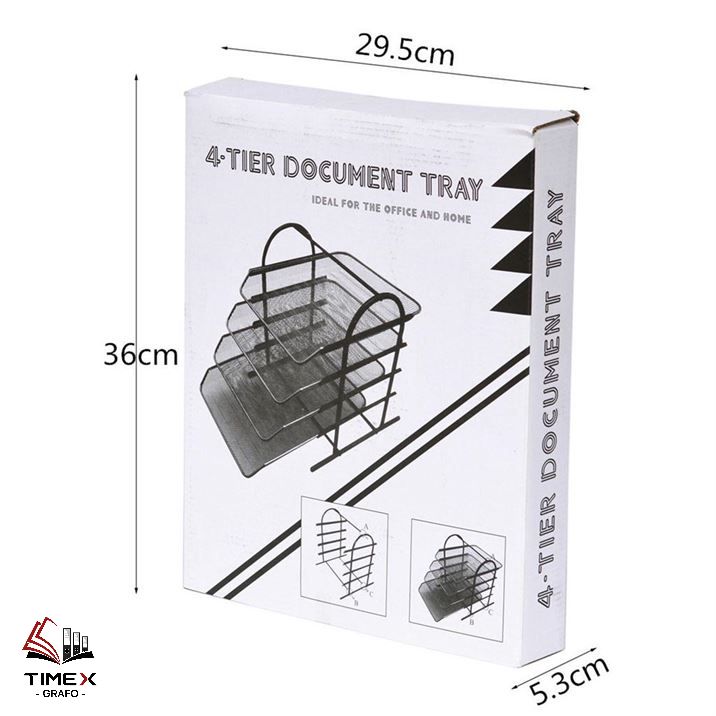 29.5cm
4-TIER DOCUMENT TRAY
IDEAL FOR THE OFFICE AND HOME
36cm
4-TIER DOCUMENT TRAY
A
B
C
A
B
C
5.3cm
TIMEX
- GRAFO -